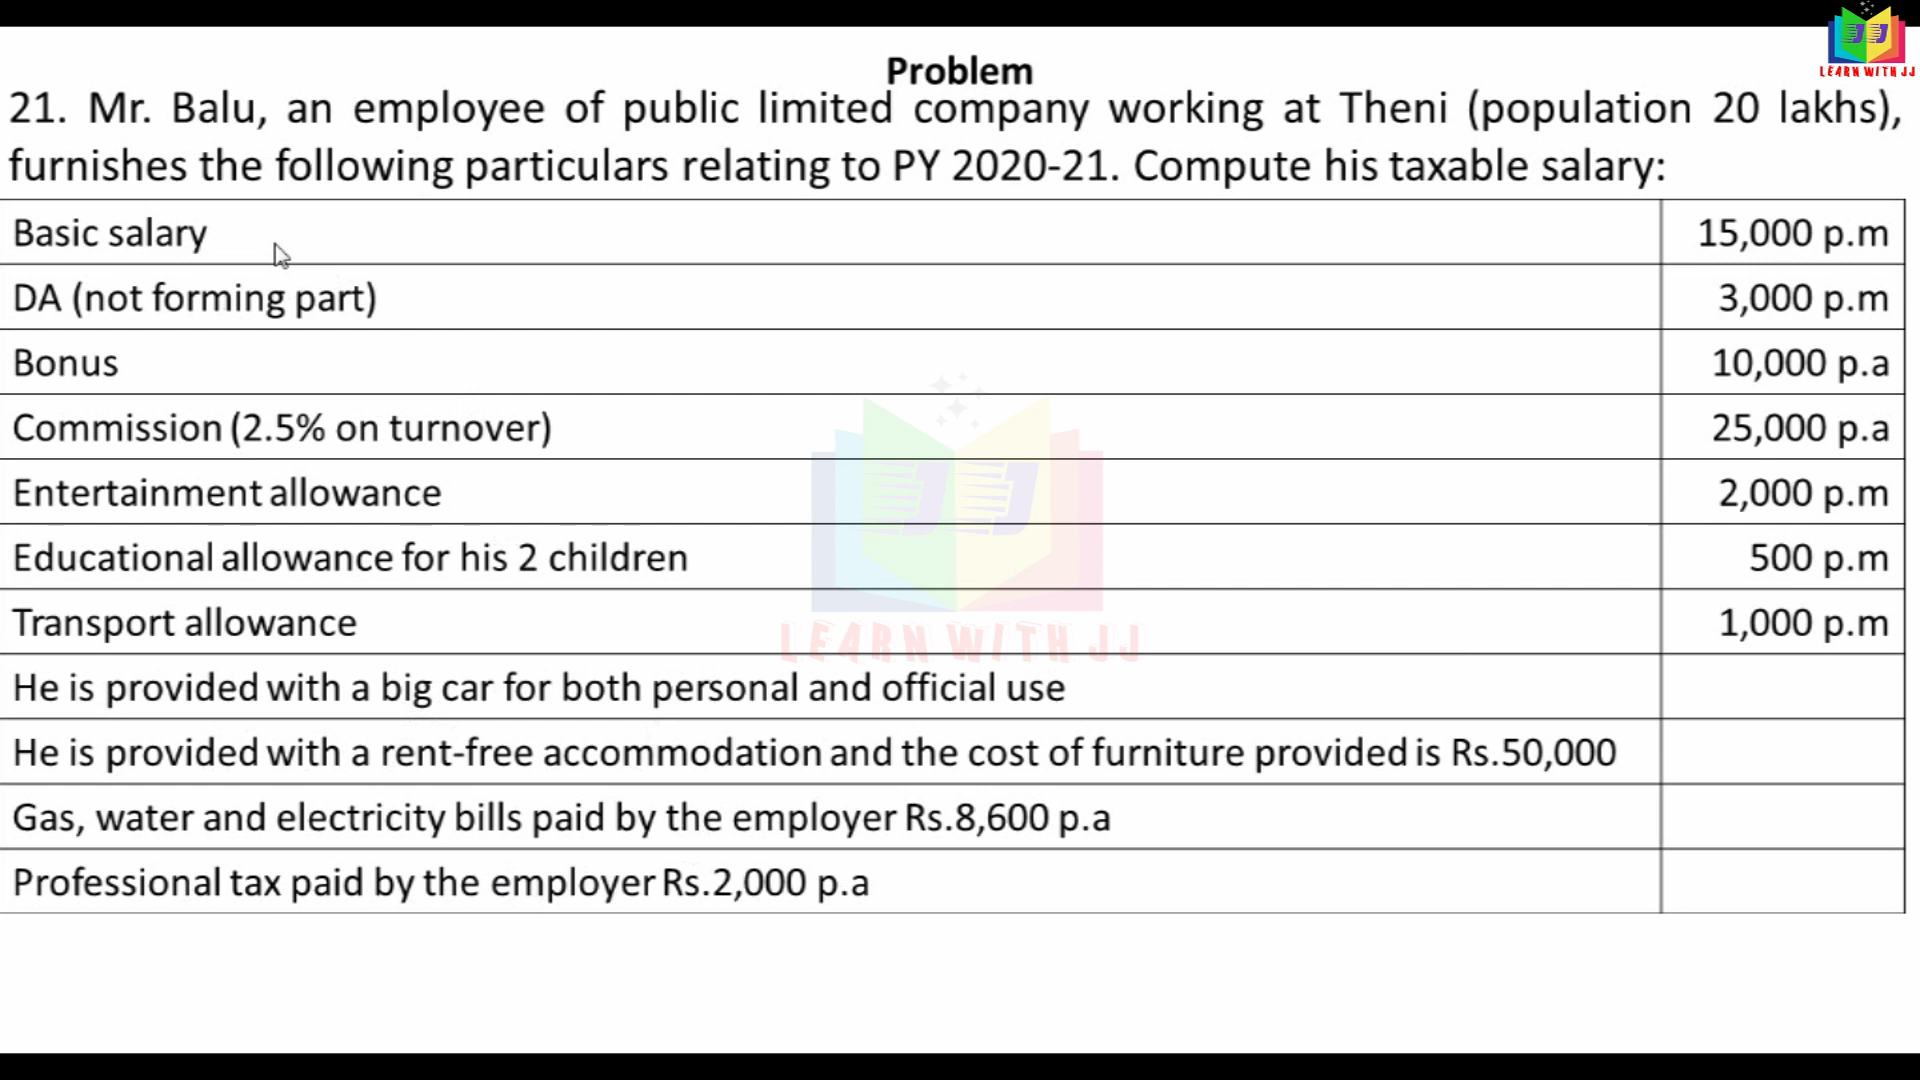 LEARN WITH JJ
Problem
21. Mr. Balu, an employee of public limited company working at Theni (population 20 lakhs),
furnishes the following particulars relating to PY 2020-21. Compute his taxable salary:
Basic salary 15,000 p.m
DA (not forming part) 3,000 p.m
Bonus 10,000 p.a
Commission (2.5% on turnover) 25,000 p.a
Entertainment allowance 2,000 p.m
Educational allowance for his 2 children 500 p.m
Transport allowance 1,000 p.m
LEARN WITH JJ
He is provided with a big car for both personal and official use
He is provided with a rent-free accommodation and the cost of furniture provided is Rs.50,000
Gas, water and electricity bills paid by the employer Rs.8,600 p.a
Professional tax paid by the employer Rs.2,000 p.a